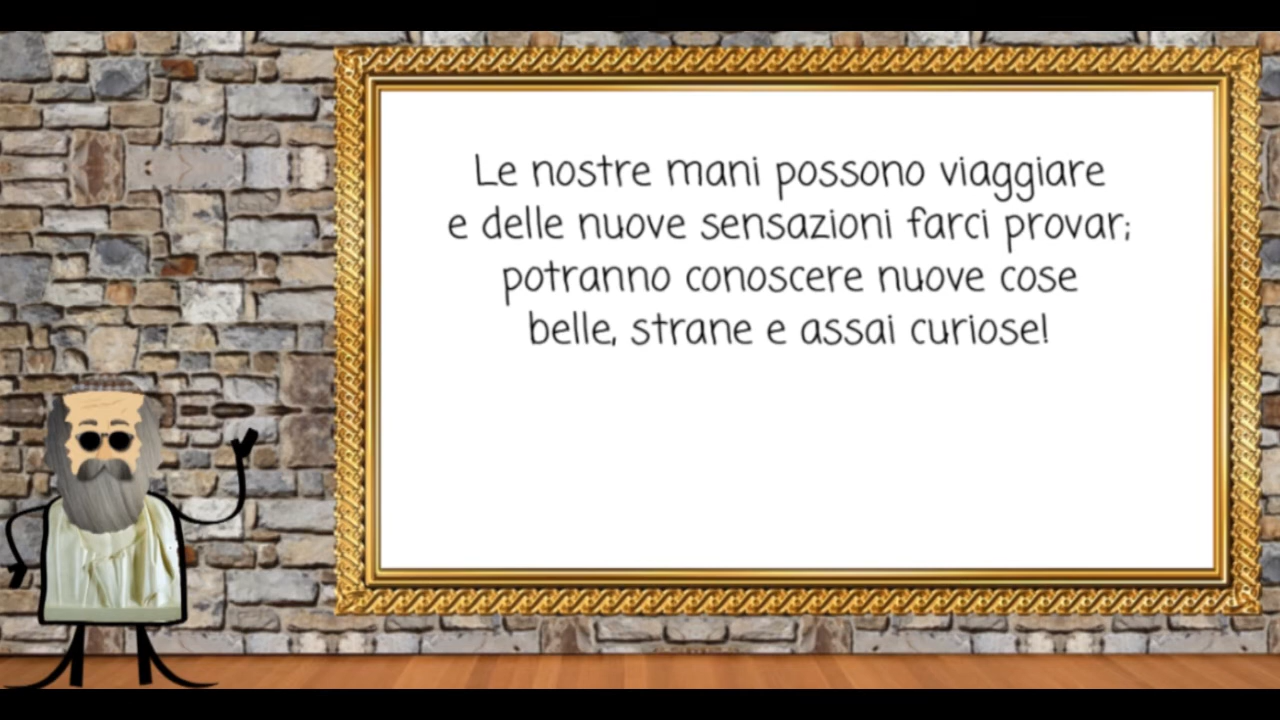 Le nostre mani possono viaggiare
e delle nuove sensazioni farci provar;
potranno conoscere nuove cose
belle, strane e assai curiose!